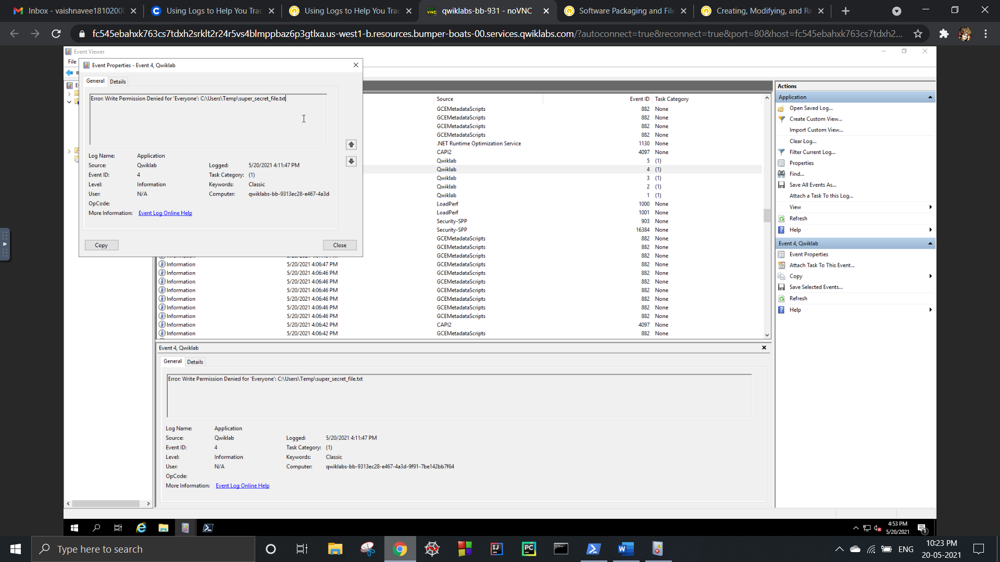 Inbox - vaishnavee1810200
Using Logs to Help You Trac
Using Logs to Help You Trac
qwiklabs-bb-931 - noVNC
Software Packaging and File
Creating, Modifying, and Re
fc545ebahxk763cs7tdxh2srklt2r24r5vs4blmppbaz6p3gtlxa.us-west1-b.resources.bumper-boats-00.services.qwiklabs.com/?autoconnect=true&reconnect=true&port=80&host=fc545ebahxk763cs7tdxh2...
Event Viewer
File
Event Properties - Event 4, Qwiklab
General Details
Error: Write Permission Denied for 'Everyone': C:\Users\Temp\super_secret_file.txt
Log Name: Application
Source: Qwiklab Logged: 5/20/2021 4:11:47 PM
Event ID: 4 Task Category: (1)
Level: Information Keywords: Classic
User: N/A Computer: qwiklabs-bb-9313ec28-e467-4a3d-
OpCode:
More Information: Event Log Online Help
Copy Close
Source Event ID Task Category
GCEMetadataScripts 882 None
GCEMetadataScripts 882 None
GCEMetadataScripts 882 None
GCEMetadataScripts 882 None
.NET Runtime Optimization Service 1130 None
CAPI2 4097 None
Qwiklab 5 (1)
Qwiklab 4 (1)
Qwiklab 3 (1)
Qwiklab 2 (1)
Qwiklab 1 (1)
LoadPerf 1000 None
LoadPerf 1001 None
Security-SPP 903 None
Security-SPP 16384 None
GCEMetadataScripts 882 None
GCEMetadataScripts 882 None
GCEMetadataScripts 882 None
Information 5/20/2021 4:06:47 PM GCEMetadataScripts 882 None
Information 5/20/2021 4:06:46 PM GCEMetadataScripts 882 None
Information 5/20/2021 4:06:46 PM GCEMetadataScripts 882 None
Information 5/20/2021 4:06:46 PM GCEMetadataScripts 882 None
Information 5/20/2021 4:06:46 PM GCEMetadataScripts 882 None
Information 5/20/2021 4:06:46 PM GCEMetadataScripts 882 None
Information 5/20/2021 4:06:46 PM GCEMetadataScripts 882 None
Information 5/20/2021 4:06:42 PM CAPI2 4097 None
Information 5/20/2021 4:06:42 PM GCEMetadataScripts 882 None
Event 4, Qwiklab
General Details
Error: Write Permission Denied for 'Everyone': C:\Users\Temp\super_secret_file.txt
Log Name: Application
Source: Qwiklab Logged: 5/20/2021 4:11:47 PM
Event ID: 4 Task Category: (1)
Level: Information Keywords: Classic
User: N/A Computer: qwiklabs-bb-9313ec28-e467-4a3d-9f91-7be142bb7f64
OpCode:
More Information: Event Log Online Help
Actions
Application
Open Saved Log...
Create Custom View...
Import Custom View...
Clear Log...
Filter Current Log...
Properties
Find...
Save All Events As...
Attach a Task To this Log...
View
Refresh
Help
Event 4, Qwiklab
Event Properties
Attach Task To This Event...
Copy
Save Selected Events...
Refresh
Help
4:53 PM
5/20/2021
Type here to search
ENG
10:23 PM
20-05-2021